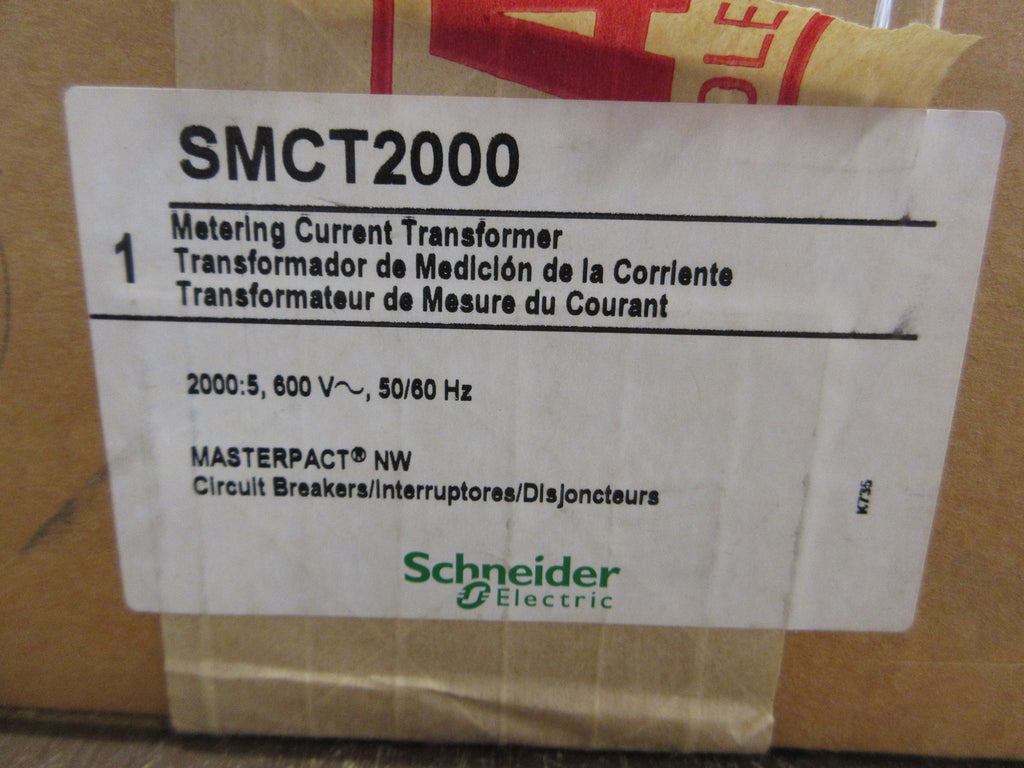 SMCT2000
1
Metering Current Transformer
Transformador de Medición de la Corriente
Transformateur de Mesure du Courant
2000:5, 600 V～, 50/60 Hz
MASTERPACT® NW
Circuit Breakers/Interruptores/Disjoncteurs
K735
Schneider
Electric